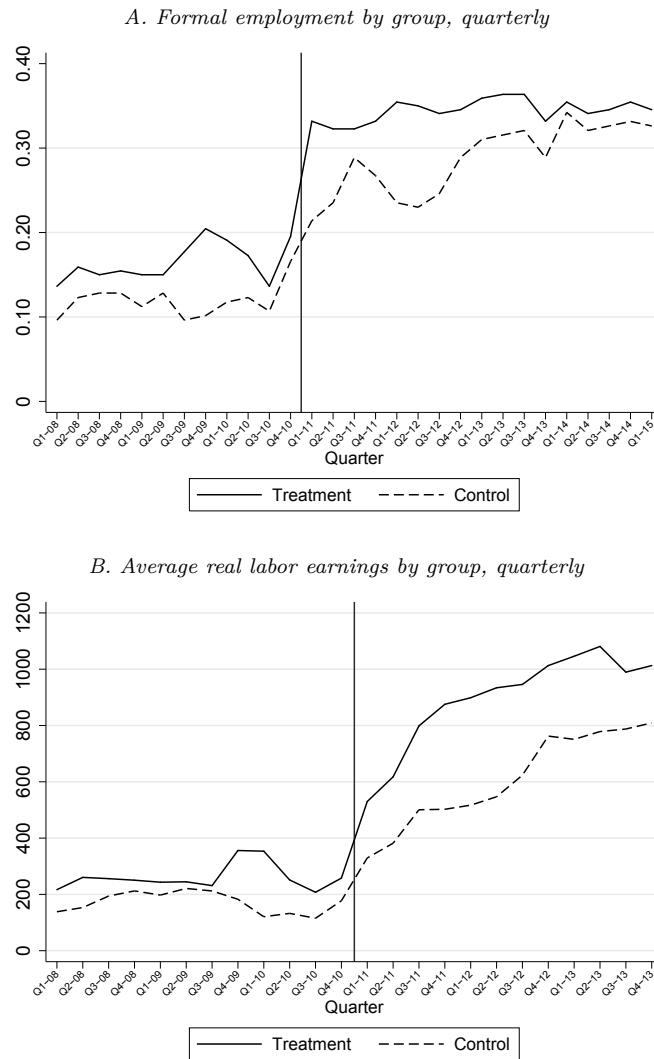 A. Formal employment by group, quarterly
0.40
0.30
0.20
0.10
0
Q1–08 Q2–08 Q3–08 Q4–08 Q1–09 Q2–09 Q3–09 Q4–09 Q1–10 Q2–10 Q3–10 Q4–10 Q1–11 Q2–11 Q3–11 Q4–11 Q1–12 Q2–12 Q3–12 Q4–12 Q1–13 Q2–13 Q3–13 Q4–13 Q1–14 Q2–14 Q3–14 Q4–14 Q1–15
Quarter
Treatment Control
B. Average real labor earnings by group, quarterly
1200
1000
800
600
400
200
0
Q1–08 Q2–08 Q3–08 Q4–08 Q1–09 Q2–09 Q3–09 Q4–09 Q1–10 Q2–10 Q3–10 Q4–10 Q1–11 Q2–11 Q3–11 Q4–11 Q1–12 Q2–12 Q3–12 Q4–12 Q1–13 Q2–13 Q3–13 Q4–13
Quarter
Treatment Control